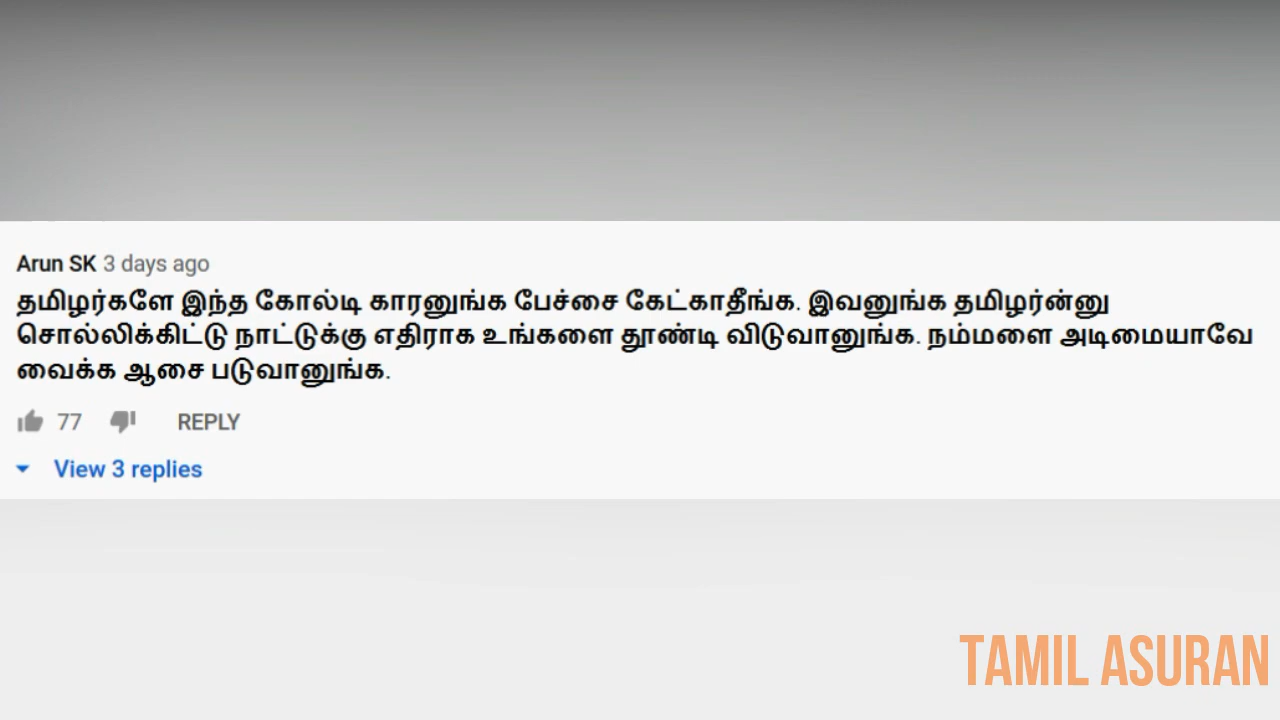 Arun SK 3 days ago
தமிழர்களே இந்த கோல்டி காரனுங்க பேச்சை கேட்காதீங்க. இவனுங்க தமிழர்ன்னு
சொல்லிக்கிட்டு நாட்டுக்கு எதிராக உங்களை தூண்டி விடுவானுங்க. நம்மளை அடிமையாவே
வைக்க ஆசை படுவானுங்க.
77 REPLY
View 3 replies
TAMIL ASURAN